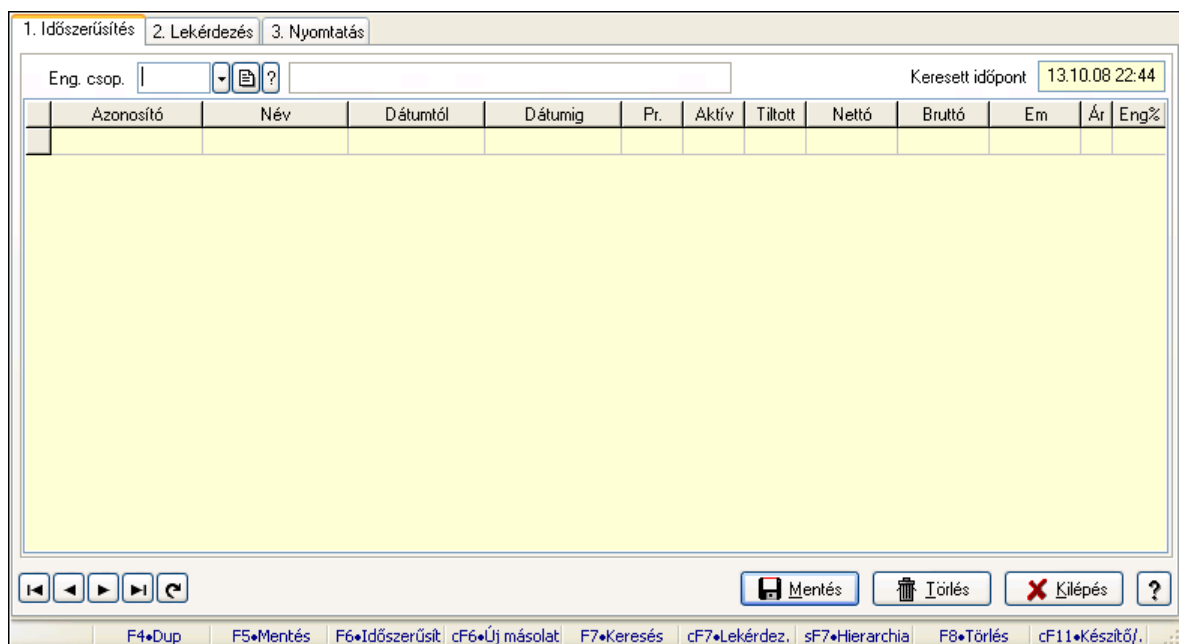 1. Időszerűsítés 2. Lekérdezés 3. Nyomtatás
Eng. csop. ? Keresett időpont 13.10.08 22:44
Azonosító Név Dátumtól Dátumig Pr. Aktív Tiltott Nettó Bruttó Em Ár Eng%
Mentés Törlés Kilépés ?
F4•Dup F5•Mentés F6•Időszerűsít cF6•Új másolat F7•Keresés cF7•Lekérdez. sF7•Hierarchia F8•Törlés cF11•Készítő/.